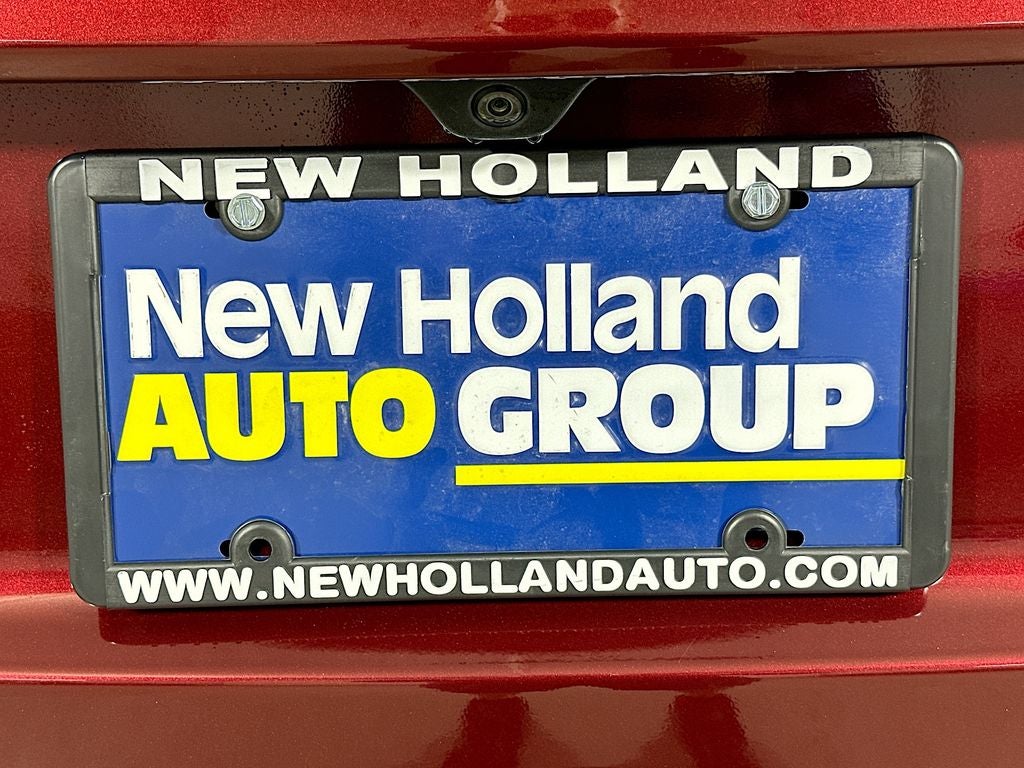 NEW HOLLAND
New Holland
AUTO GROUP
WWW.NEWHOLLANDAUTO.COM